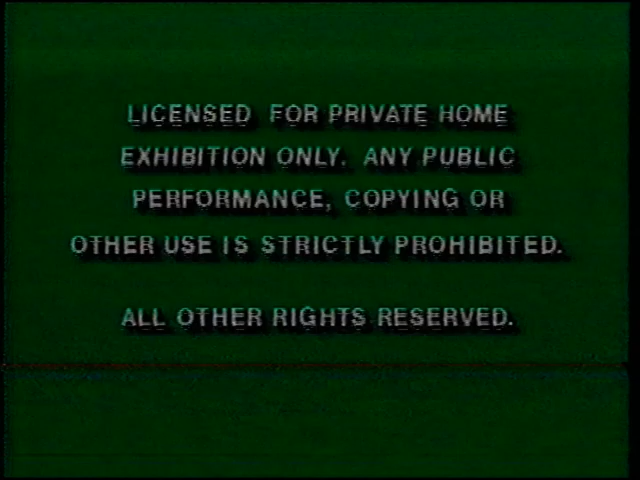 LICENSED FOR PRIVATE HOME
EXHIBITION ONLY. ANY PUBLIC
PERFORMANCE, COPYING OR
OTHER USE IS STRICTLY PROHIBITED.
ALL OTHER RIGHTS RESERVED.